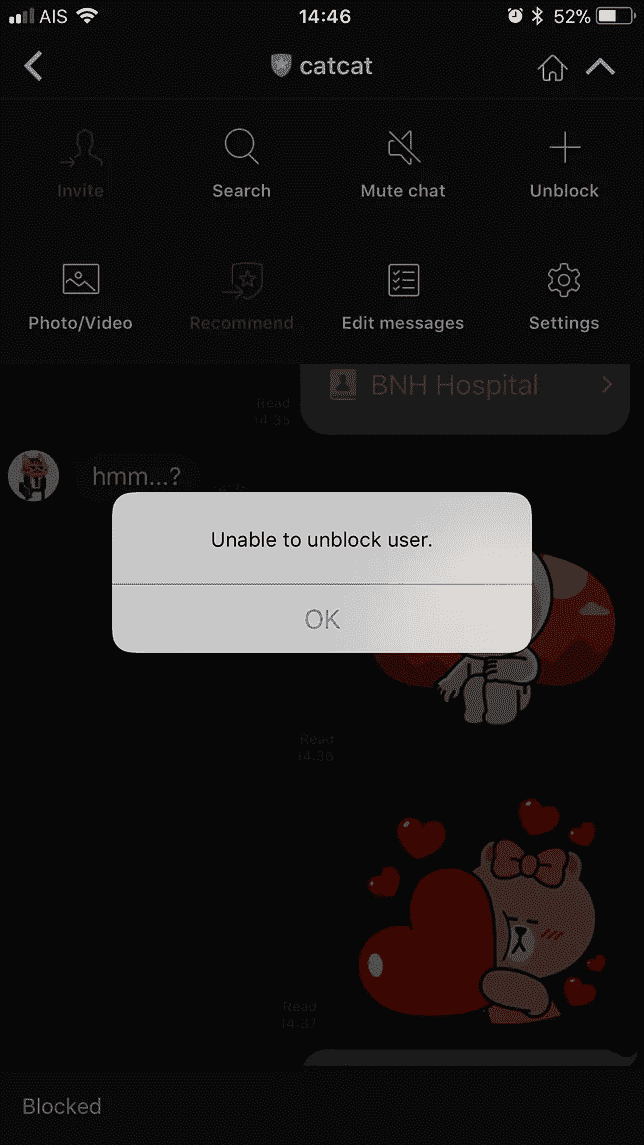 AIS 14:46 52%
catcat
Invite Search Mute chat Unblock
Photo/Video Recommend Edit messages Settings
BNH Hospital
Read
14:35
hmm...?
Unable to unblock user.
OK
Read
14:36
Read
14:37
Blocked